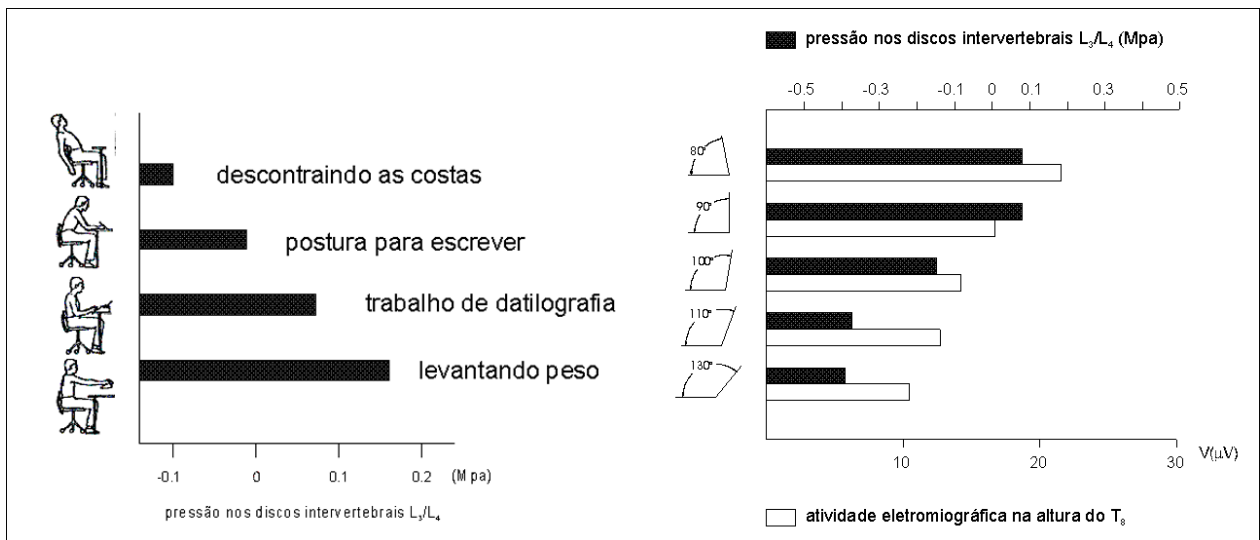 descontraindo as costas
postura para escrever
trabalho de datilografia
levantando peso
-0.1 0 0.1 0.2 (Mpa)
pressão nos discos intervertebrais L₃/L₄
pressão nos discos intervertebrais L₃/L₄ (Mpa)
-0.5 -0.3 -0.1 0 0.1 0.3 0.5
80°
90°
100°
110°
130°
10 20 30 V(μV)
atividade eletromiográfica na altura do T₈